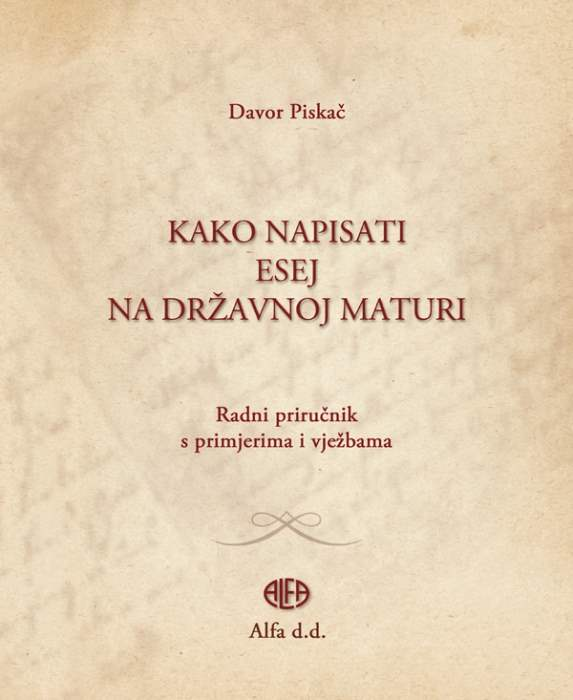 Davor Piskač
KAKO NAPISATI
ESEJ
NA DRŽAVNOJ MATURI
Radni priručnik
s primjerima i vježbama
ALFA
Alfa d.d.